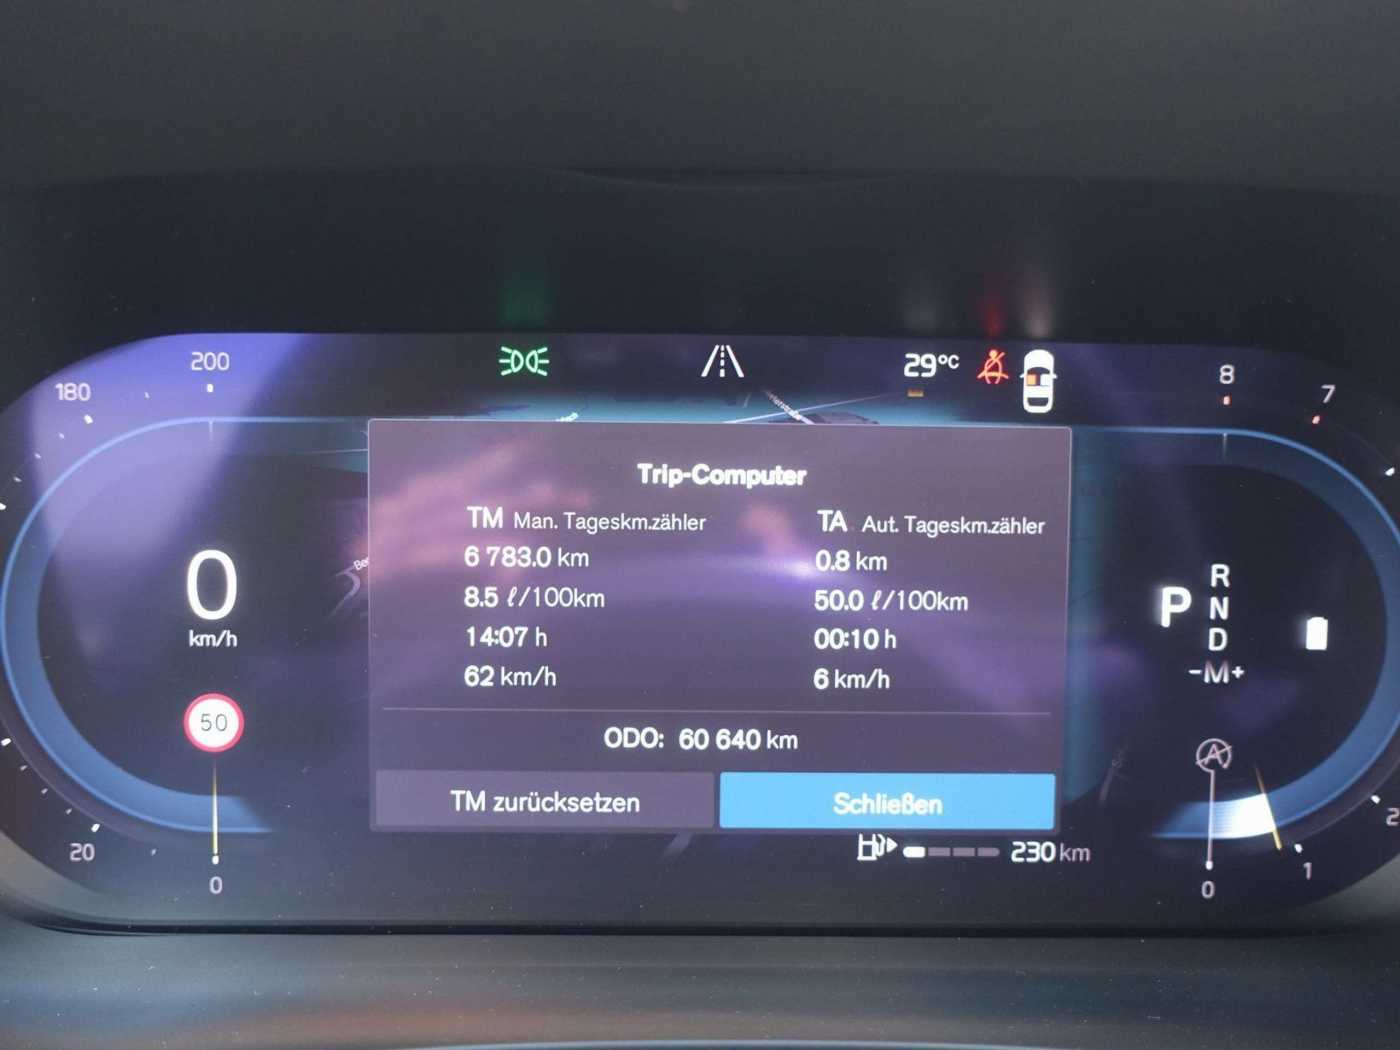 180
200
29°C
8
7
Trip-Computer
TM Man. Tageskm.zähler
6 783.0 km
8.5 ℓ/100km
14:07 h
62 km/h
TA Aut. Tageskm.zähler
0.8 km
50.0 ℓ/100km
00:10 h
6 km/h
ODO: 60 640 km
TM zurücksetzen
Schließen
0
km/h
50
20
0
P
R
N
D
-M+
A
230 km
1
0